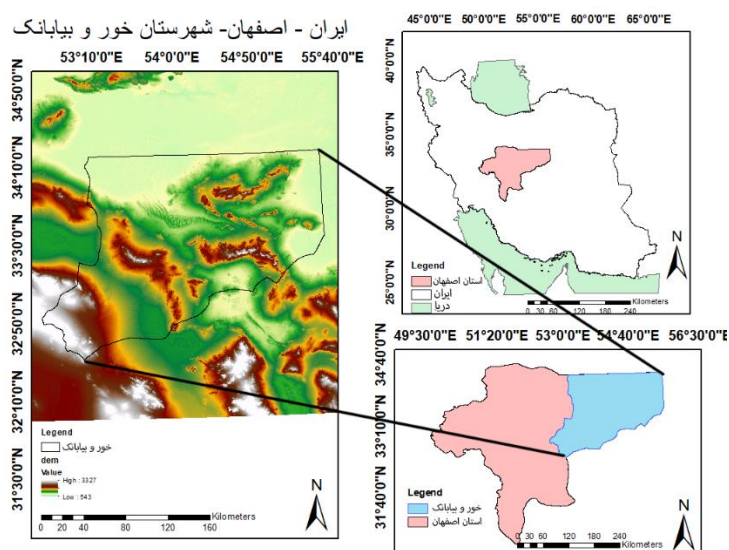 ایران - اصفهان- شهرستان خور و بیابانک
53°10'0"E 54°0'0"E 54°50'0"E 55°40'0"E
34°50'0"N
34°10'0"N
33°30'0"N
32°50'0"N
32°10'0"N
31°30'0"N
Legend
خور و بیابانک
dem
Value
High : 3327
Low : 543
0 20 40 80 120 160 Kilometers
N
45°0'0"E 50°0'0"E 55°0'0"E 60°0'0"E 65°0'0"E
40°0'0"N
35°0'0"N
30°0'0"N
25°0'0"N
Legend
استان اصفهان
ایران
دریا
0 30 60 120 180 240 Kilometers
N
49°30'0"E 51°20'0"E 53°0'0"E 54°40'0"E 56°30'0"E
34°40'0"N
33°10'0"N
31°40'0"N
Legend
خور و بیابانک
استان اصفهان
0 30 60 120 180 240 Kilometers
N